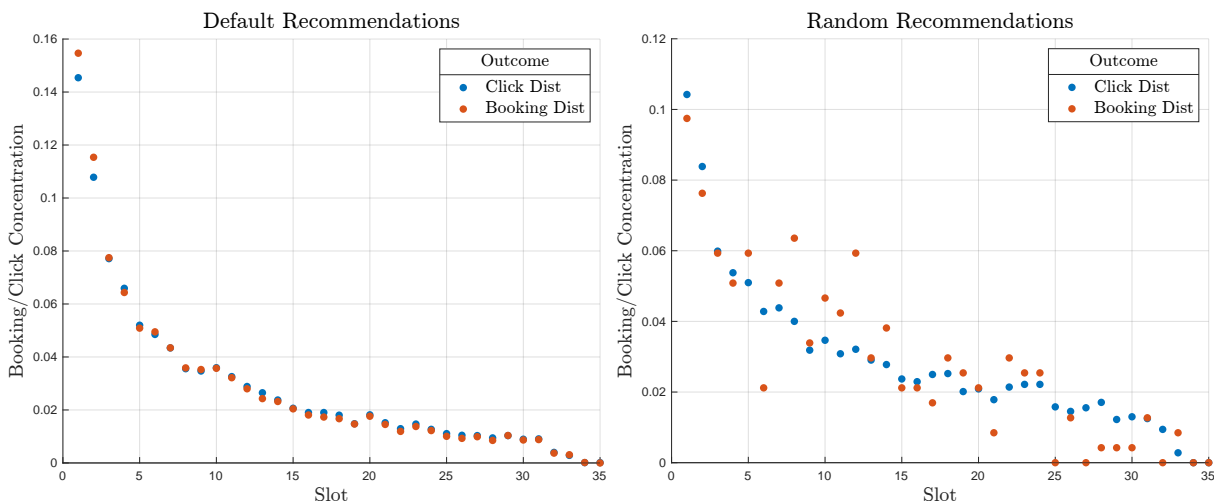 Default Recommendations
Booking/Click Concentration
0.16
0.14
0.12
0.1
0.08
0.06
0.04
0.02
0
Outcome
Click Dist
Booking Dist
0 5 10 15 20 25 30 35
Slot
Random Recommendations
Booking/Click Concentration
0.12
0.1
0.08
0.06
0.04
0.02
0
Outcome
Click Dist
Booking Dist
0 5 10 15 20 25 30 35
Slot